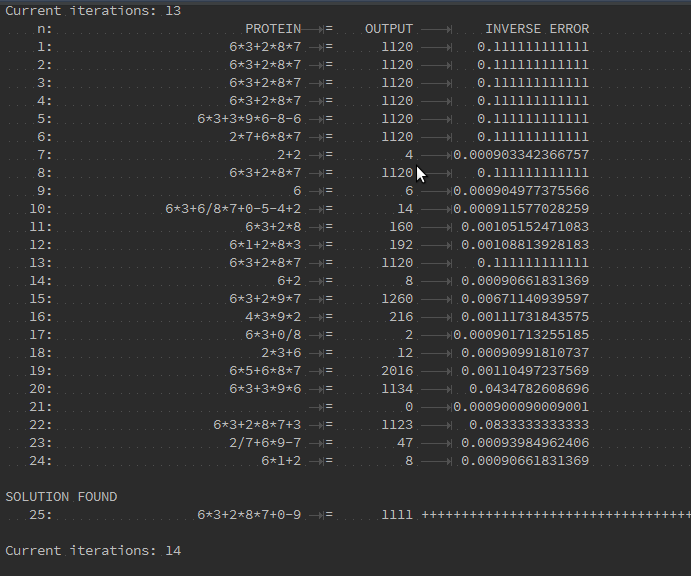 Current iterations: 13
n: PROTEIN = OUTPUT INVERSE ERROR
1: 6*3+2*8*7 = 1120 0.111111111111
2: 6*3+2*8*7 = 1120 0.111111111111
3: 6*3+2*8*7 = 1120 0.111111111111
4: 6*3+2*8*7 = 1120 0.111111111111
5: 6*3+3*9*6-8-6 = 1120 0.111111111111
6: 2*7+6*8*7 = 1120 0.111111111111
7: 2+2 = 4 0.000903342366757
8: 6*3+2*8*7 = 1120 0.111111111111
9: 6 = 6 0.000904977375566
10: 6*3+6/8*7+0-5-4+2 = 14 0.000911577028259
11: 6*3+2*8 = 160 0.00105152471083
12: 6*1+2*8*3 = 192 0.00108813928183
13: 6*3+2*8*7 = 1120 0.111111111111
14: 6+2 = 8 0.00090661831369
15: 6*3+2*9*7 = 1260 0.00671140939597
16: 4*3*9*2 = 216 0.00111731843575
17: 6*3+0/8 = 2 0.000901713255185
18: 2*3+6 = 12 0.00090991810737
19: 6*5+6*8*7 = 2016 0.00110497237569
20: 6*3+3*9*6 = 1134 0.0434782608696
21: = 0 0.000900090009001
22: 6*3+2*8*7+3 = 1123 0.0833333333333
23: 2/7+6*9-7 = 47 0.00093984962406
24: 6*1+2 = 8 0.00090661831369
SOLUTION FOUND
25: 6*3+2*8*7+0-9 = 1111 ++++++++++++++++++++++++++++++++++
Current iterations: 14